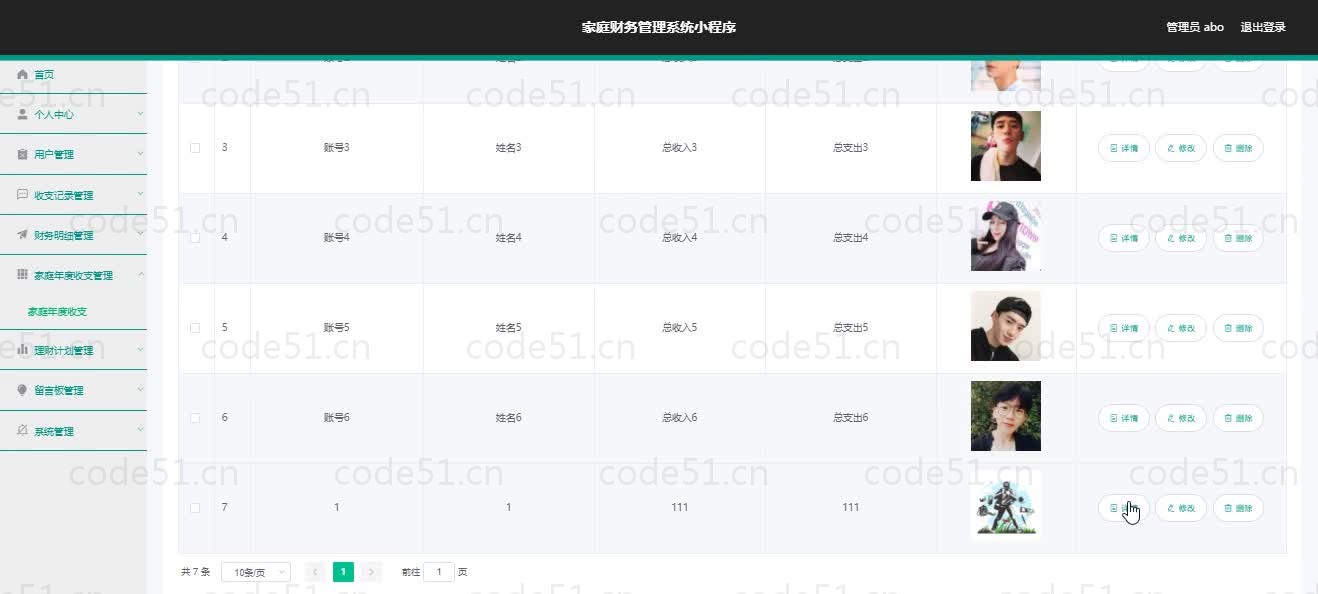 家庭财务管理系统小程序
管理员 abo 退出登录
首页
个人中心
用户管理
收支记录管理
财务明细管理
家庭年度收支管理
家庭年度收支
理财计划管理
留言板管理
系统管理
3 账号3 姓名3 总收入3 总支出3 详情 修改 删除
4 账号4 姓名4 总收入4 总支出4 详情 修改 删除
5 账号5 姓名5 总收入5 总支出5 详情 修改 删除
6 账号6 姓名6 总收入6 总支出6 详情 修改 删除
7 1 1 111 111 修改 删除
共 7 条 10条/页 1 前往 1 页
code51.cn